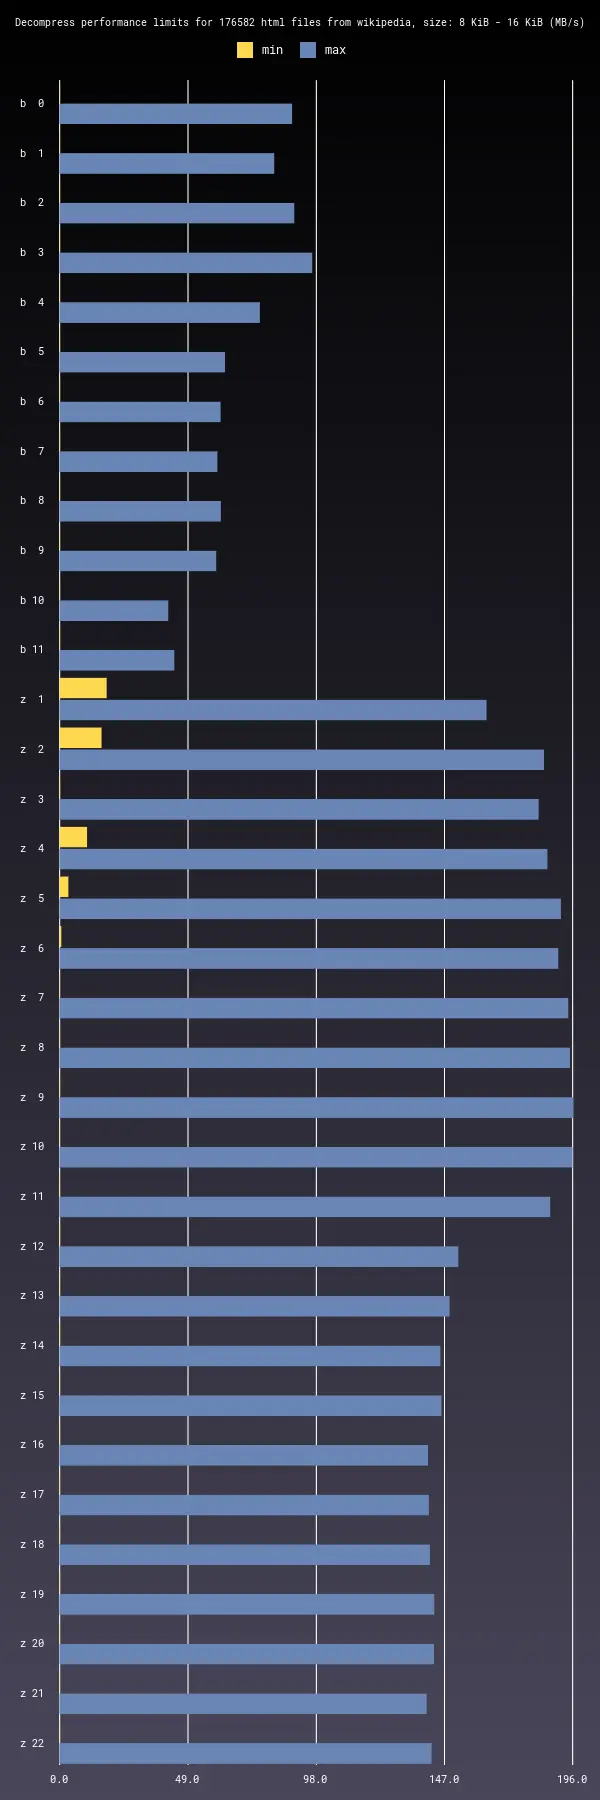 Decompress performance limits for 176582 html files from wikipedia, size: 8 KiB - 16 KiB (MB/s)
min max
b 0
b 1
b 2
b 3
b 4
b 5
b 6
b 7
b 8
b 9
b 10
b 11
z 1
z 2
z 3
z 4
z 5
z 6
z 7
z 8
z 9
z 10
z 11
z 12
z 13
z 14
z 15
z 16
z 17
z 18
z 19
z 20
z 21
z 22
0.0 49.0 98.0 147.0 196.0